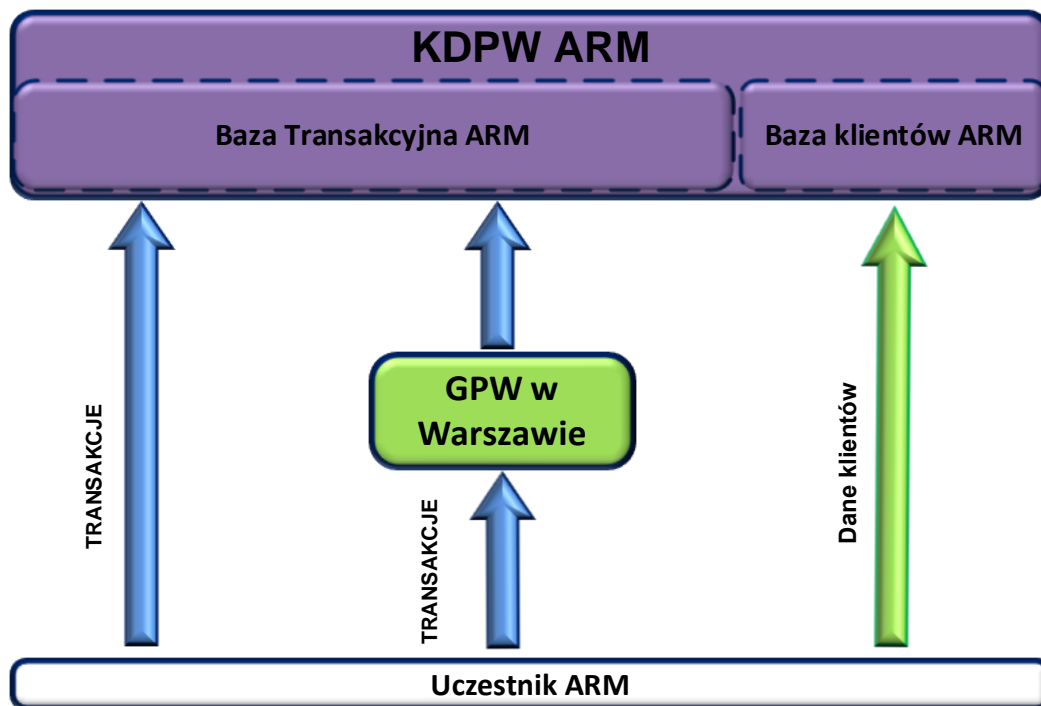 KDPW ARM
Baza Transakcyjna ARM
Baza klientów ARM
TRANSAKCJE
GPW w
Warszawie
TRANSAKCJE
Dane klientów
Uczestnik ARM